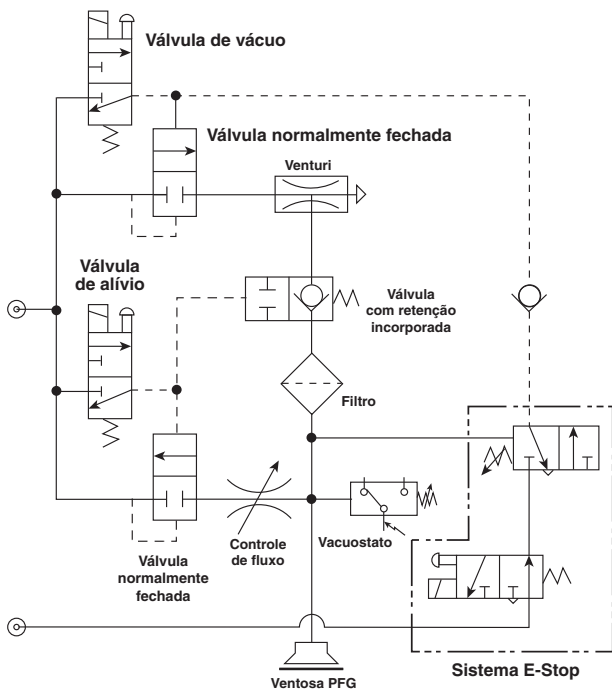 Válvula de vácuo
Válvula normalmente fechada
Venturi
Válvula
de alívio
Válvula
com retenção
incorporada
Filtro
Controle
de fluxo
Vacuostato
Válvula
normalmente
fechada
Sistema E-Stop
Ventosa PFG